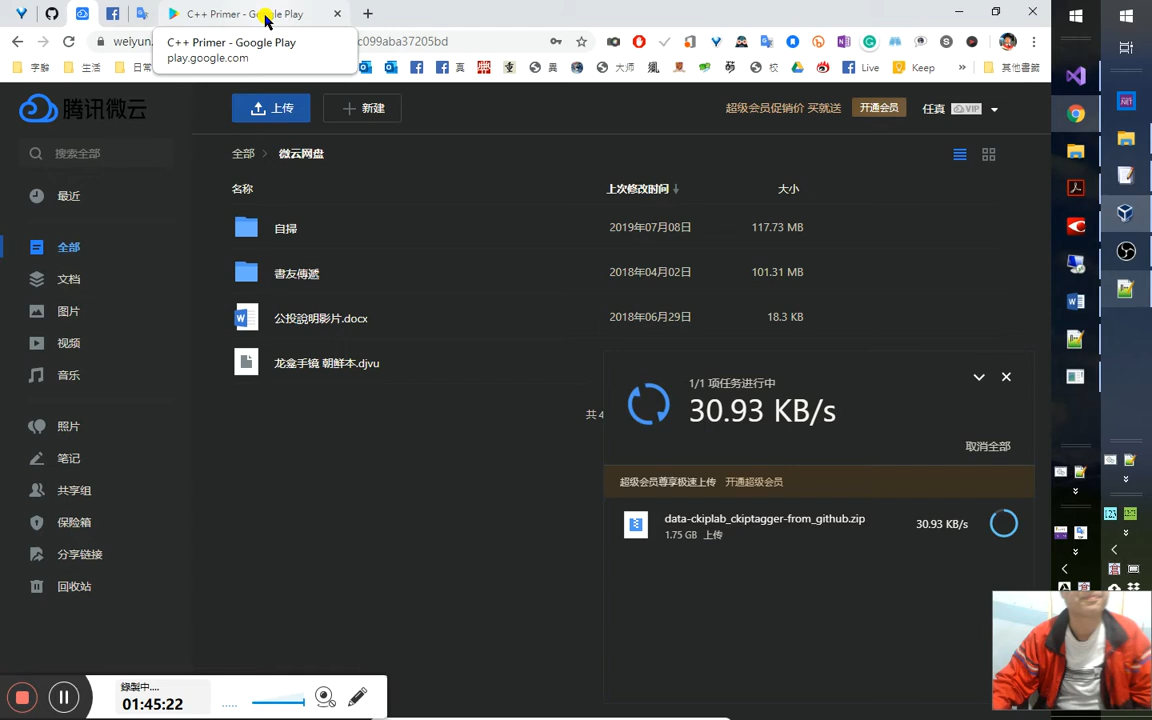 C++ Primer - Google Play
weiyun.
c099aba37205bd
C++ Primer - Google Play
play.google.com
字辭
生活
日常
真
異
大师
权
Live
Keep
»
其他書籤
腾讯微云
上传
新建
超级会员促销价 买就送
开通会员
任真
VIP
搜索全部
全部
微云网盘
最近
名称
上次修改时间
大小
自掃
2019年07月08日
117.73 MB
全部
文档
書友傳遞
2018年04月02日
101.31 MB
图片
公投說明影片.docx
2018年06月29日
18.3 KB
视频
龙龛手镜 朝鲜本.djvu
音乐
共 4
1/1 项任务进行中
30.93 KB/s
取消全部
照片
笔记
超级会员尊享极速上传
开通超级会员
共享组
保险箱
data-ckiplab_ckiptagger-from_github.zip
1.75 GB 上传
30.93 KB/s
分享链接
回收站
錄製中....
01:45:22